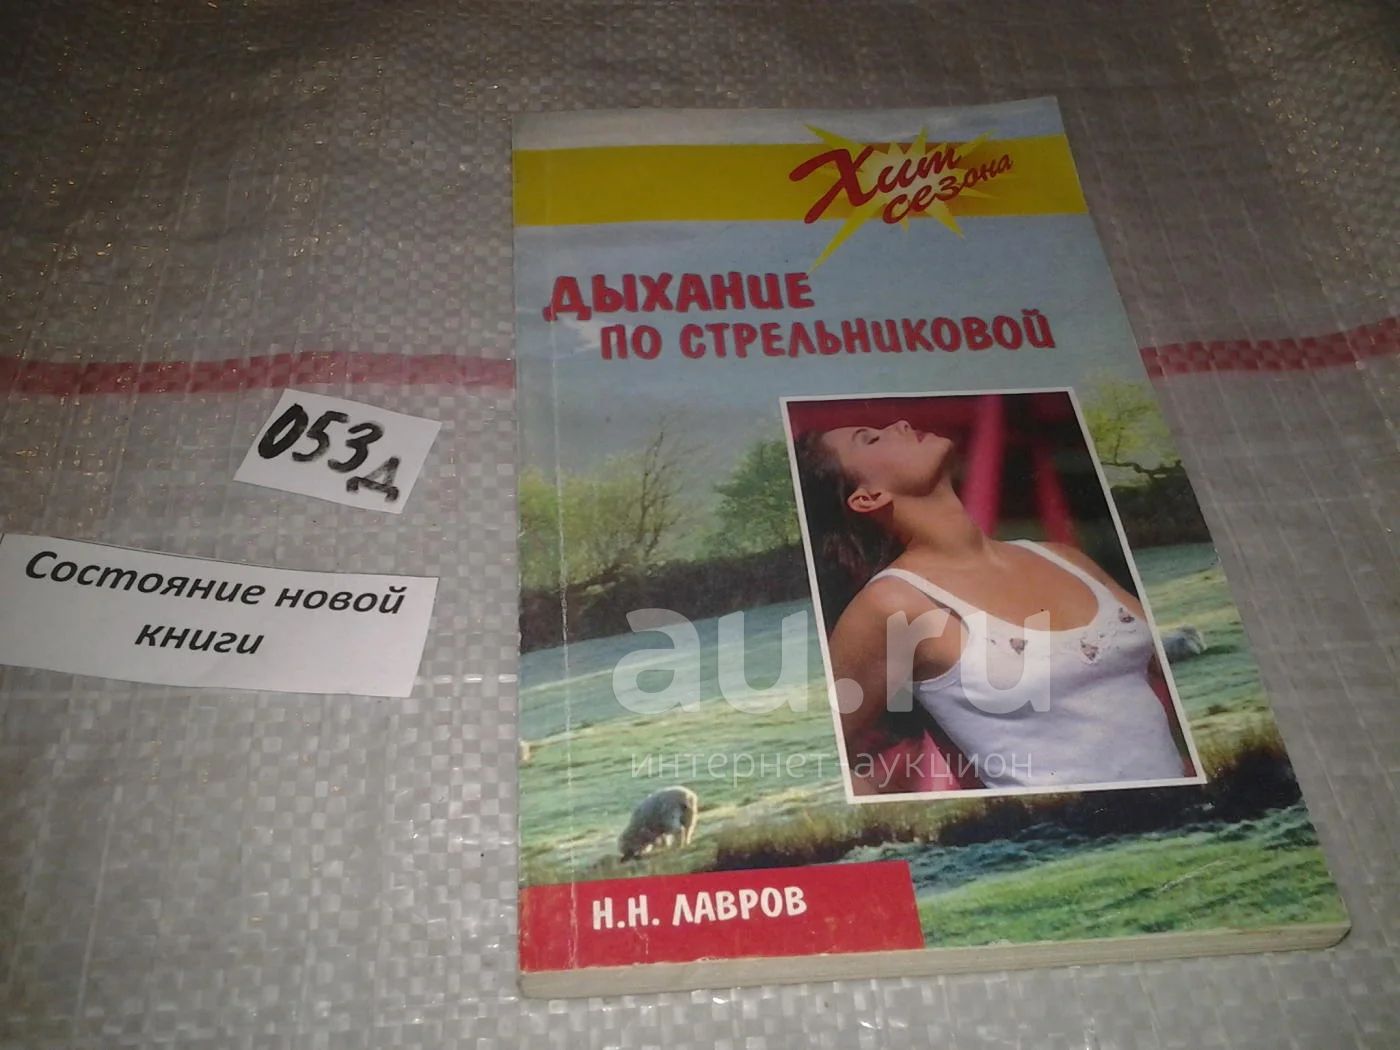 Хит
сезона
ДЫХАНИЕ
ПО СТРЕЛЬНИКОВОЙ
053д
Состояние новой
книги
au.ru
интернет-аукцион
Н.Н. ЛАВРОВ